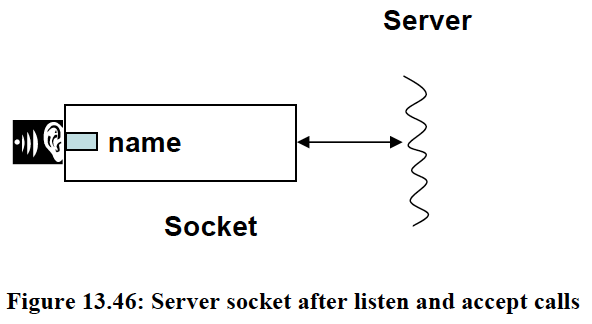 Server
name
Socket
Figure 13.46: Server socket after listen and accept calls